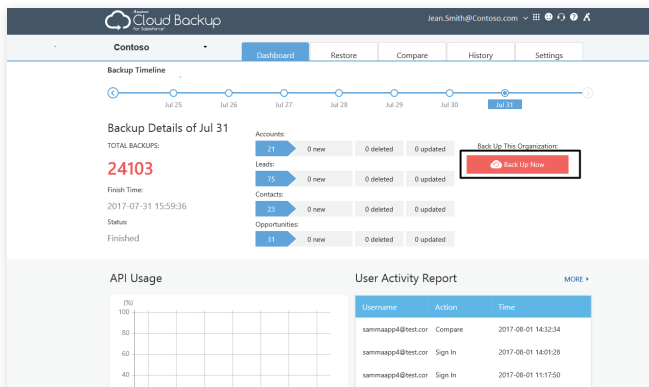 Cloud Backup
for Salesforce
Jean.Smith@Contoso.com
Contoso
Dashboard Restore Compare History Settings
Backup Timeline
Jul 25 Jul 26 Jul 27 Jul 28 Jul 29 Jul 30 Jul 31
Backup Details of Jul 31
TOTAL BACKUPS:
24103
Finish Time:
2017-07-31 15:59:36
Status:
Finished
Accounts:
21 0 new 0 deleted 0 updated
Leads:
75 0 new 0 deleted 0 updated
Contacts:
23 0 new 0 deleted 0 updated
Opportunities:
31 0 new 0 deleted 0 updated
Back Up This Organization:
Back Up Now
API Usage
(%)
100
80
60
40
User Activity Report MORE
Username Action Time
sammaapp4@test.cor Compare 2017-08-01 14:32:34
sammaapp4@test.cor Sign In 2017-08-01 14:01:28
sammaapp4@test.cor Sign In 2017-08-01 11:17:50